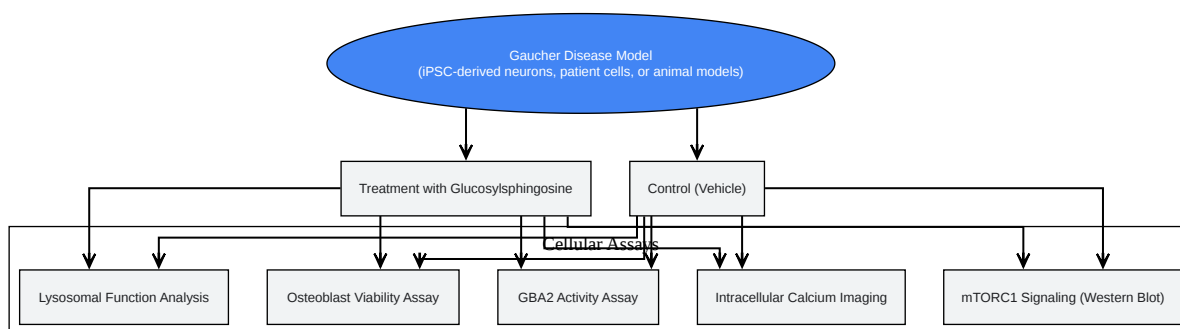 Gaucher Disease Model
(iPSC-derived neurons, patient cells, or animal models)
Treatment with Glucosylsphingosine
Control (Vehicle)
Cellular Assays
Lysosomal Function Analysis
Osteoblast Viability Assay
GBA2 Activity Assay
Intracellular Calcium Imaging
mTORC1 Signaling (Western Blot)